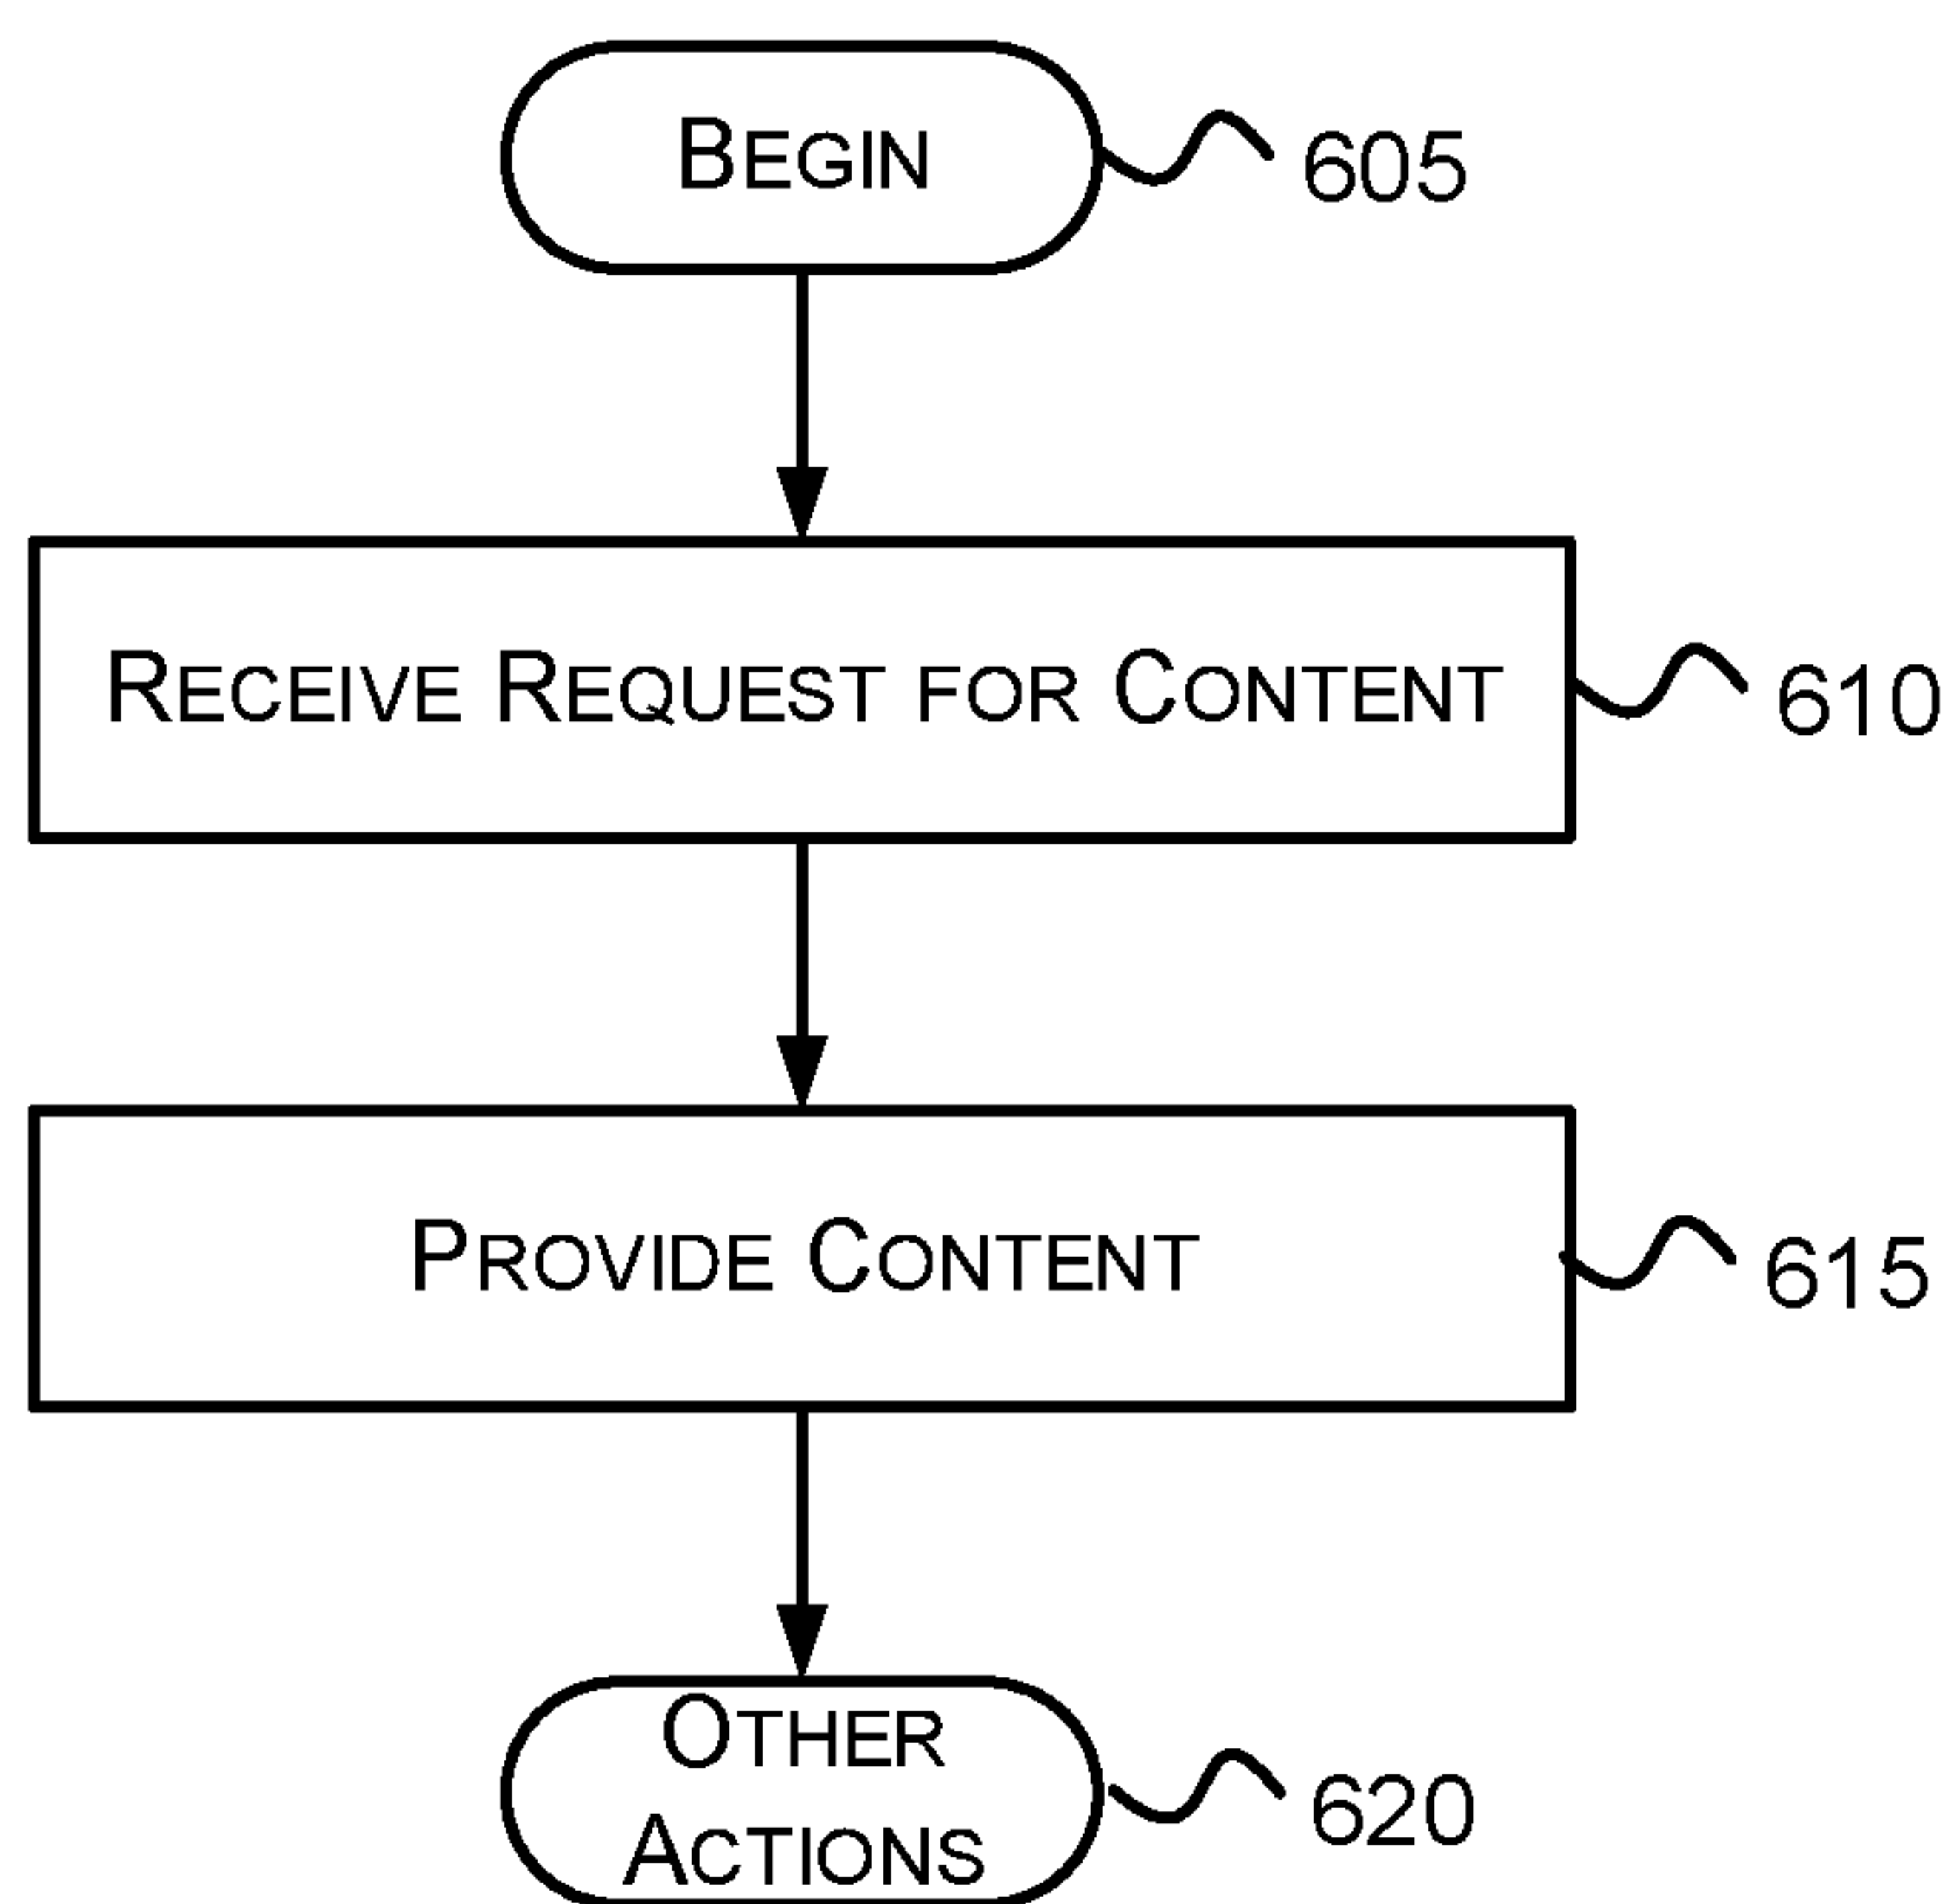 BEGIN
605
RECEIVE REQUEST FOR CONTENT
610
PROVIDE CONTENT
615
OTHER
ACTIONS
620